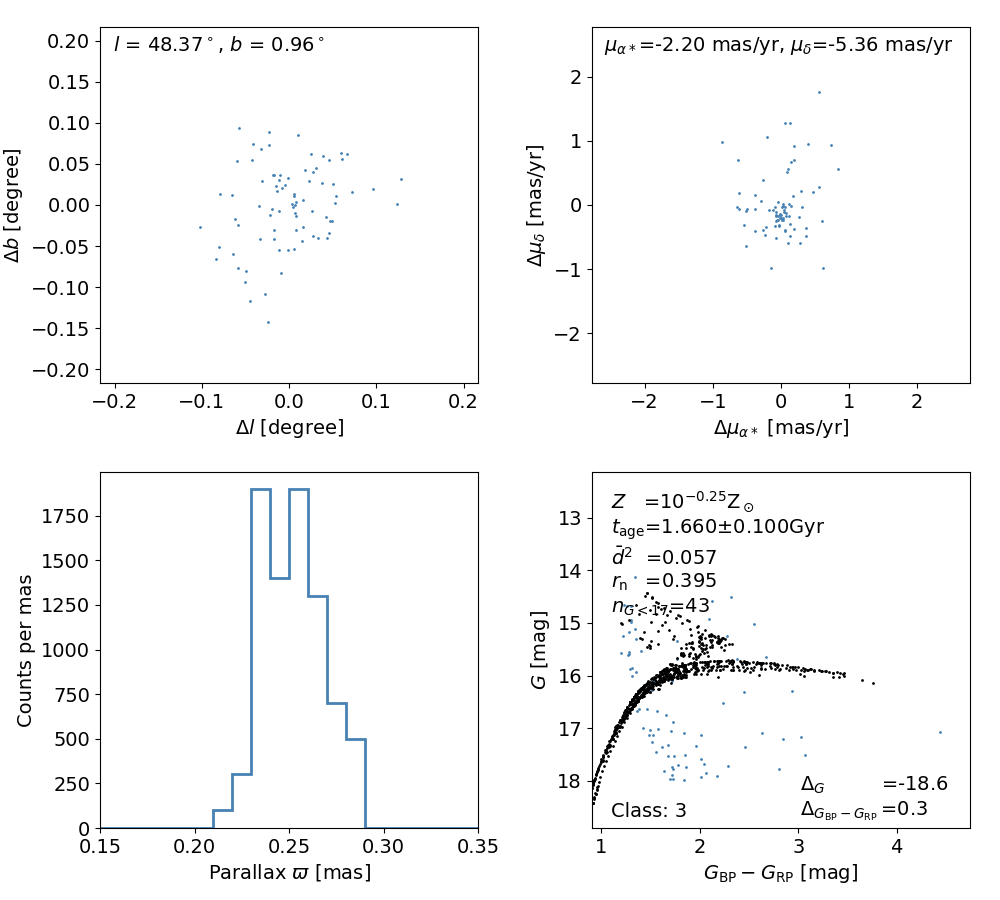 l = 48.37°, b = 0.96°
0.20
0.15
0.10
0.05
0.00
−0.05
−0.10
−0.15
−0.20
−0.2 −0.1 0.0 0.1 0.2
Δl [degree]
Δb [degree]
μα*=-2.20 mas/yr, μδ=-5.36 mas/yr
2
1
0
−1
−2
−2 −1 0 1 2
Δμα* [mas/yr]
Δμδ [mas/yr]
1750
1500
1250
1000
750
500
250
0
0.15 0.20 0.25 0.30 0.35
Parallax ϖ [mas]
Counts per mas
Z =10^−0.25Z⊙
t_age=1.660±0.100Gyr
d̄² =0.057
r_n =0.395
n_G<17=43
13
14
15
16
17
18
Δ_G =-18.6
Δ_GBP−GRP=0.3
Class: 3
1 2 3 4
G_BP − G_RP [mag]
G [mag]